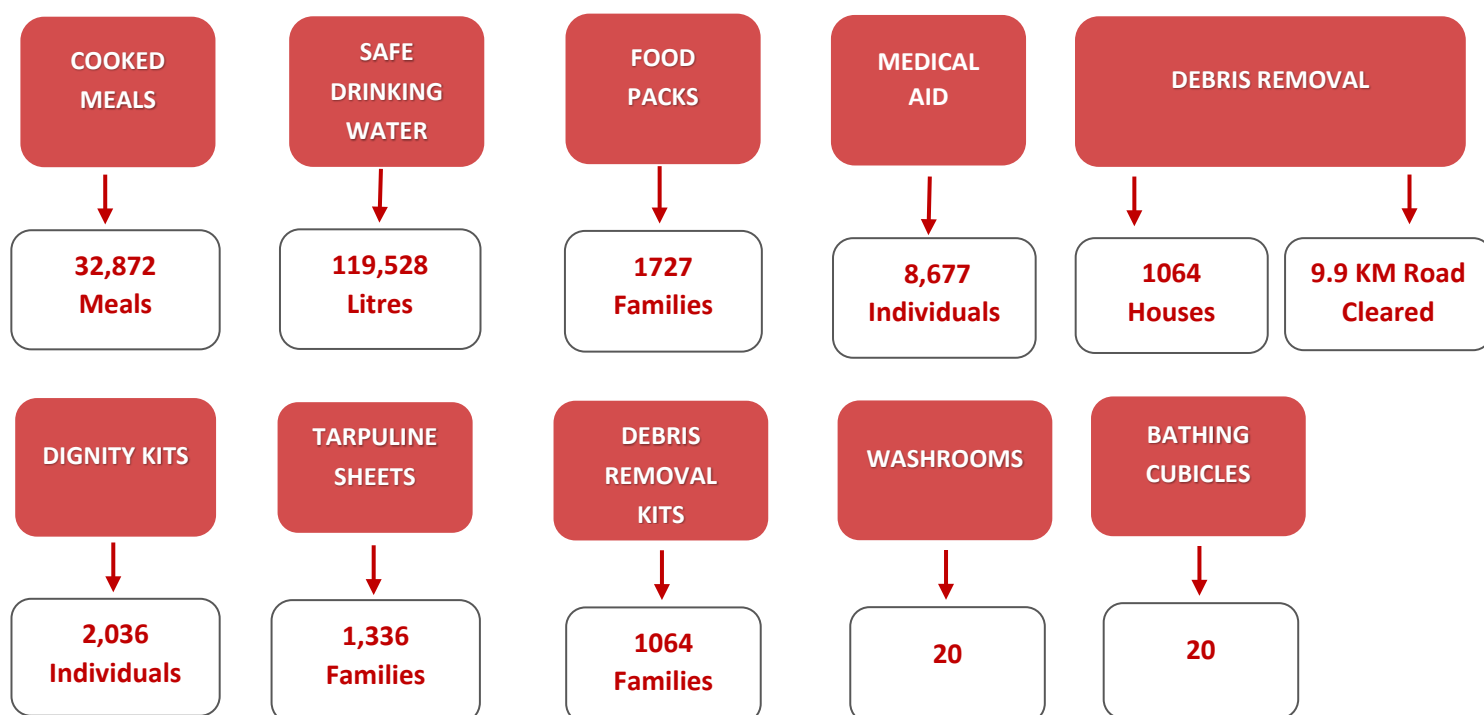 COOKED
MEALS
SAFE
DRINKING
WATER
FOOD
PACKS
MEDICAL
AID
DEBRIS REMOVAL
32,872
Meals
119,528
Litres
1727
Families
8,677
Individuals
1064
Houses
9.9 KM Road
Cleared
DIGNITY KITS
TARPULINE
SHEETS
DEBRIS
REMOVAL
KITS
WASHROOMS
BATHING
CUBICLES
2,036
Individuals
1,336
Families
1064
Families
20
20